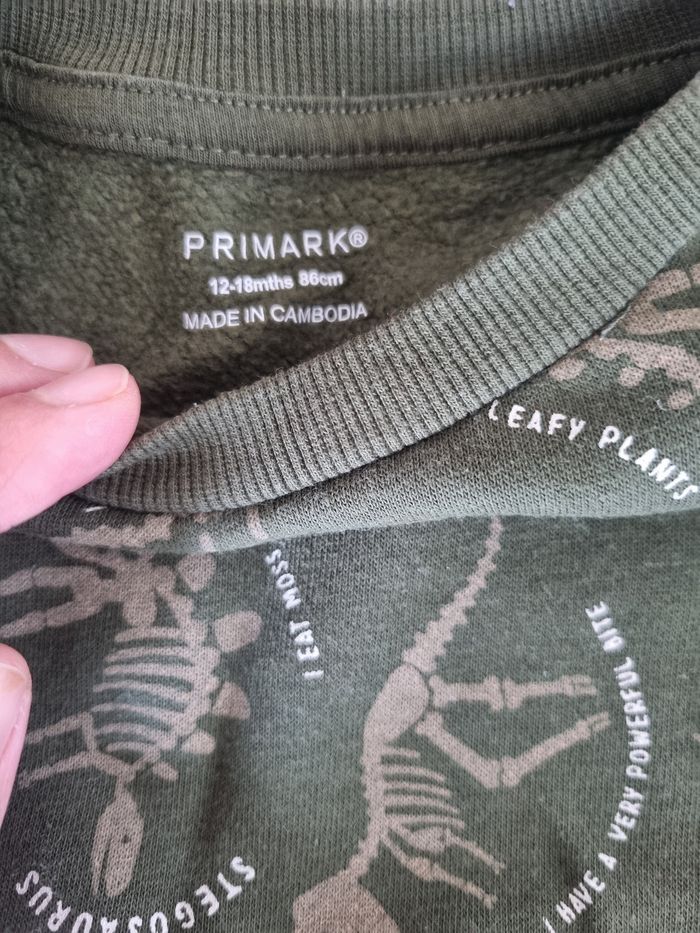 PRIMARK®
12-18mths 86cm
MADE IN CAMBODIA
LEAFY PLANTS
I EAT MOSS
I HAVE A VERY POWERFUL BITE
STEGOSAURUS